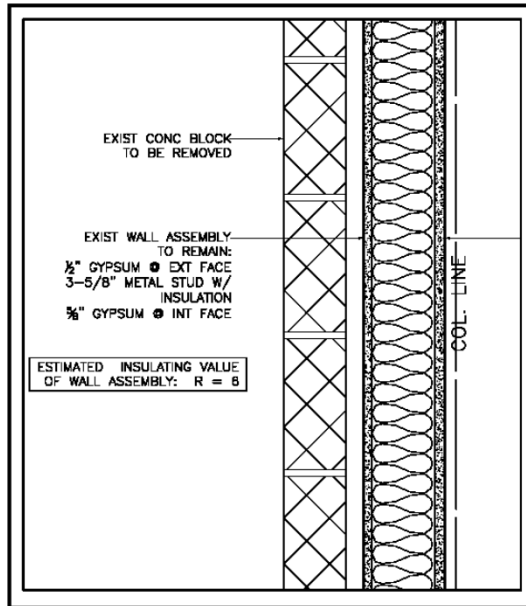 EXIST CONC BLOCK
TO BE REMOVED
EXIST WALL ASSEMBLY
TO REMAIN:
½" GYPSUM @ EXT FACE
3-5/8" METAL STUD W/
INSULATION
⅝" GYPSUM @ INT FACE
ESTIMATED INSULATING VALUE
OF WALL ASSEMBLY: R = 6
COL. LINE